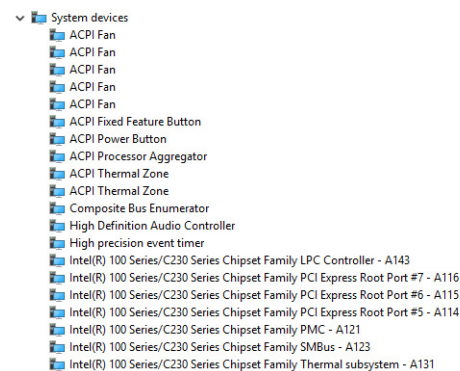 System devices
ACPI Fan
ACPI Fan
ACPI Fan
ACPI Fan
ACPI Fan
ACPI Fixed Feature Button
ACPI Power Button
ACPI Processor Aggregator
ACPI Thermal Zone
ACPI Thermal Zone
Composite Bus Enumerator
High Definition Audio Controller
High precision event timer
Intel(R) 100 Series/C230 Series Chipset Family LPC Controller - A143
Intel(R) 100 Series/C230 Series Chipset Family PCI Express Root Port #7 - A116
Intel(R) 100 Series/C230 Series Chipset Family PCI Express Root Port #6 - A115
Intel(R) 100 Series/C230 Series Chipset Family PCI Express Root Port #5 - A114
Intel(R) 100 Series/C230 Series Chipset Family PMC - A121
Intel(R) 100 Series/C230 Series Chipset Family SMBus - A123
Intel(R) 100 Series/C230 Series Chipset Family Thermal subsystem - A131